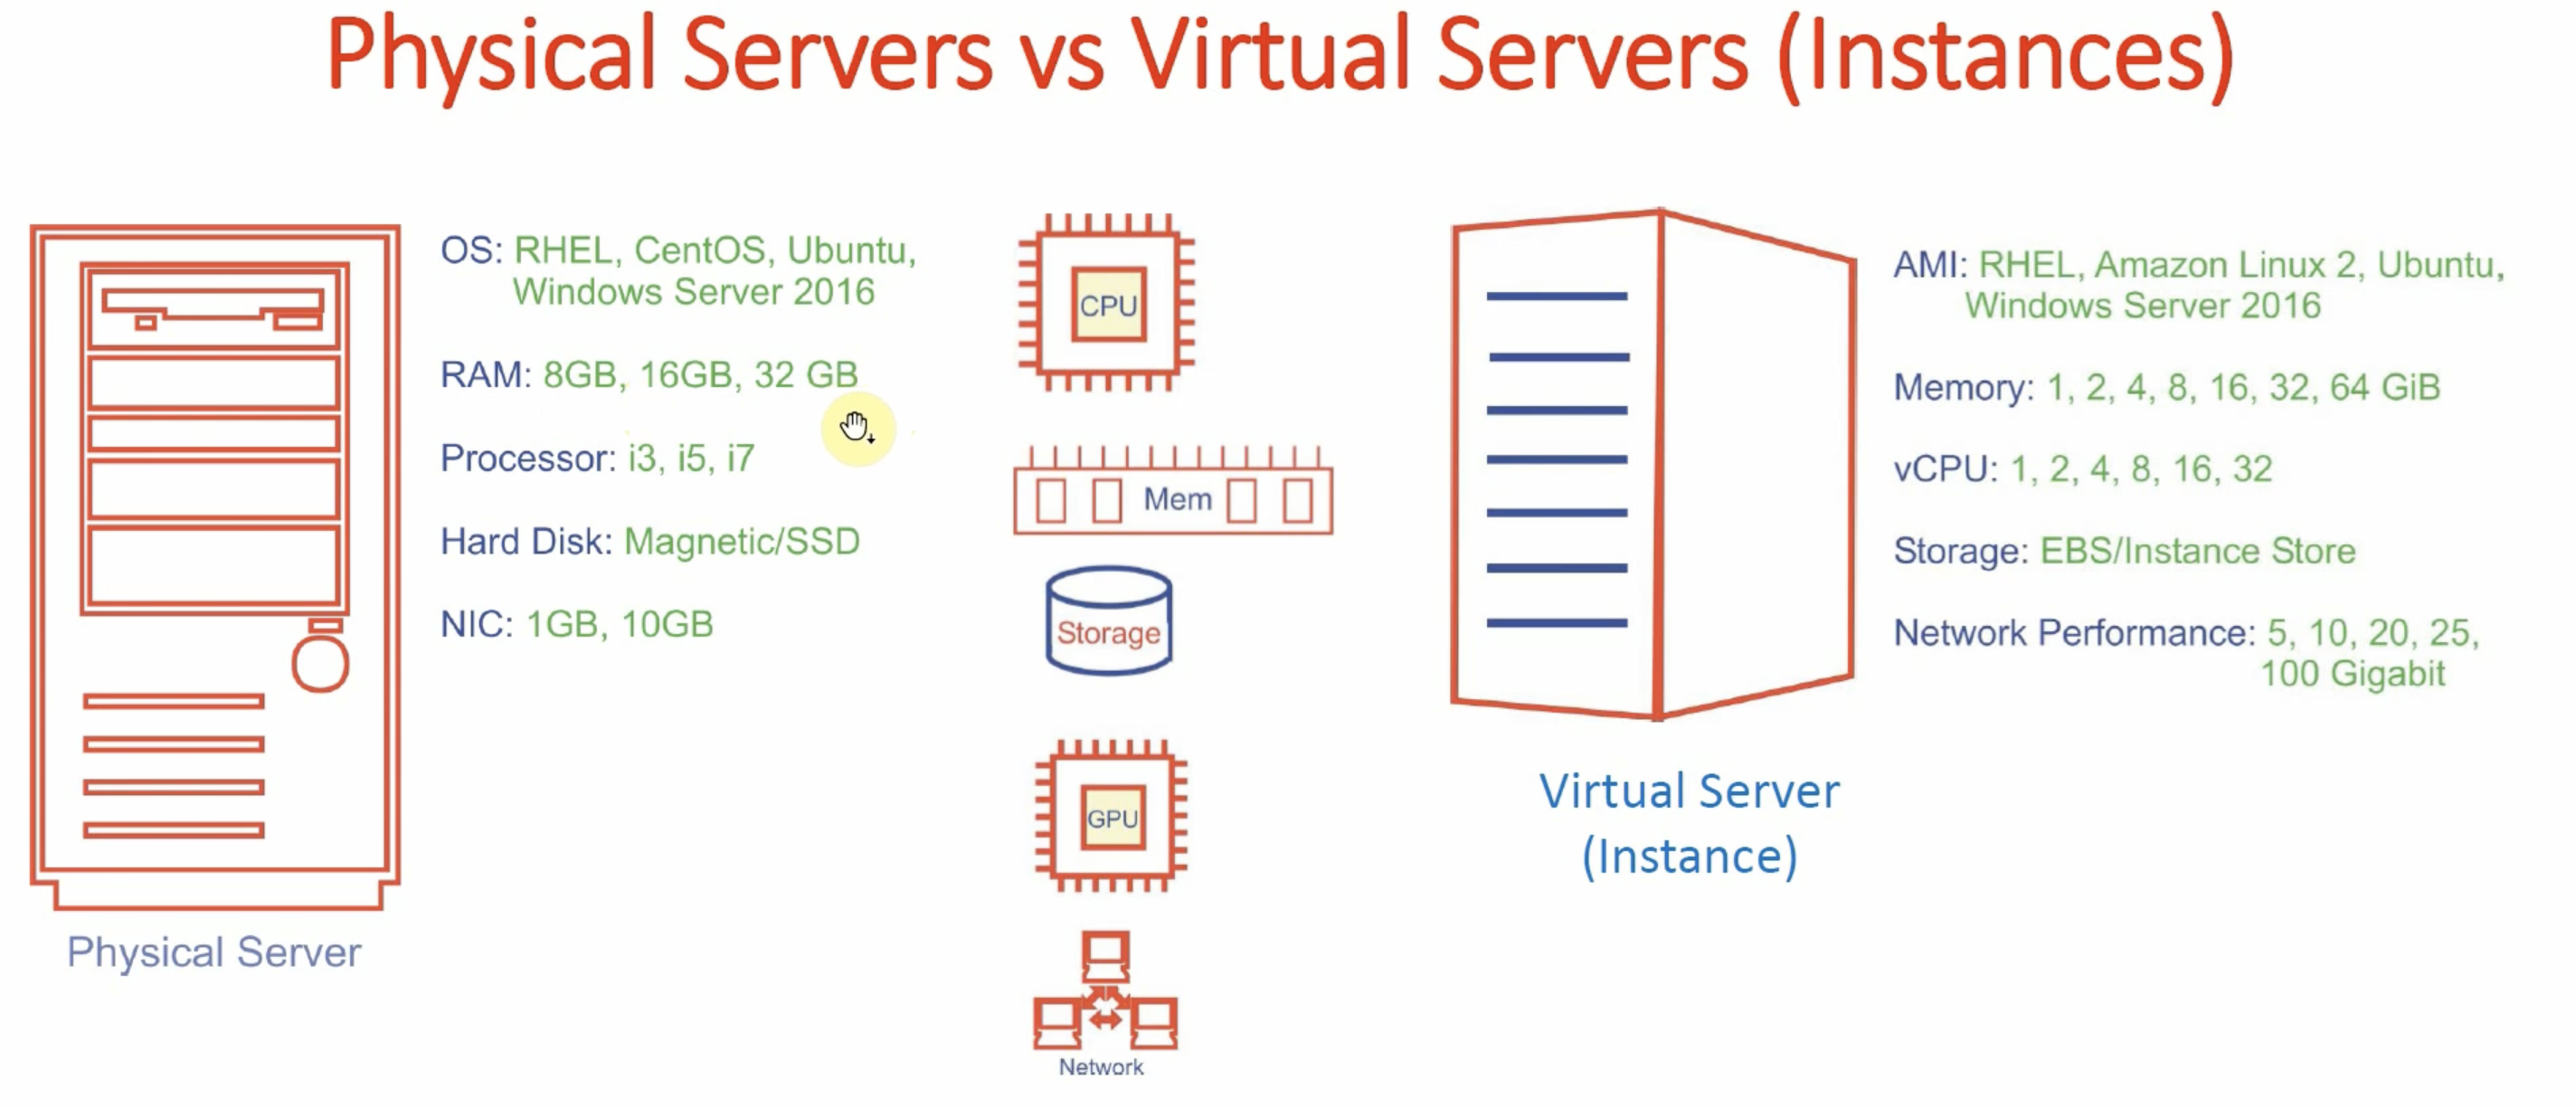 Physical Servers vs Virtual Servers (Instances)
OS: RHEL, CentOS, Ubuntu,
Windows Server 2016
RAM: 8GB, 16GB, 32 GB
Processor: i3, i5, i7
Hard Disk: Magnetic/SSD
NIC: 1GB, 10GB
Physical Server
CPU
Mem
Storage
GPU
Network
AMI: RHEL, Amazon Linux 2, Ubuntu,
Windows Server 2016
Memory: 1, 2, 4, 8, 16, 32, 64 GiB
vCPU: 1, 2, 4, 8, 16, 32
Storage: EBS/Instance Store
Network Performance: 5, 10, 20, 25,
100 Gigabit
Virtual Server
(Instance)